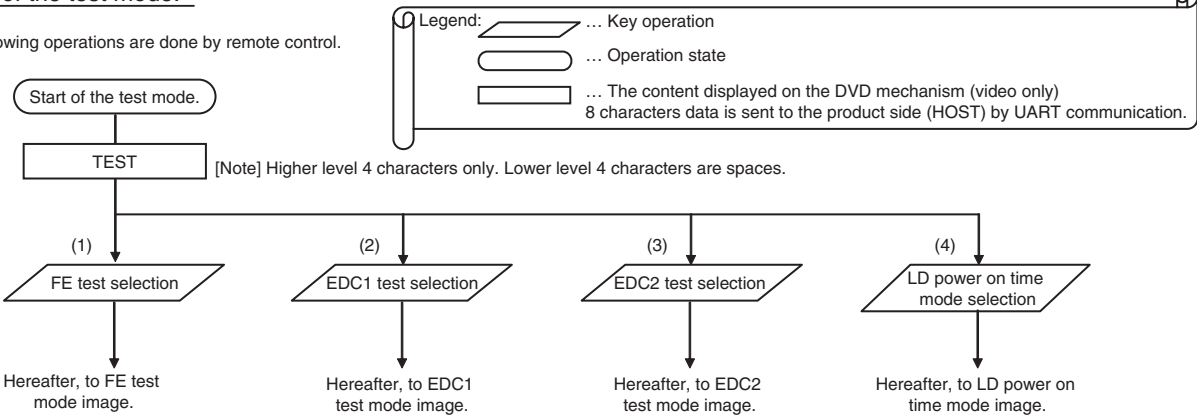 the test mode.
Legend:
… Key operation
owing operations are done by remote control.
… Operation state
… The content displayed on the DVD mechanism (video only)
8 characters data is sent to the product side (HOST) by UART communication.
Start of the test mode.
TEST
[Note] Higher level 4 characters only. Lower level 4 characters are spaces.
(1)
(2)
(3)
(4)
FE test selection
EDC1 test selection
EDC2 test selection
LD power on time
mode selection
Hereafter, to FE test
mode image.
Hereafter, to EDC1
test mode image.
Hereafter, to EDC2
test mode image.
Hereafter, to LD power on
time mode image.